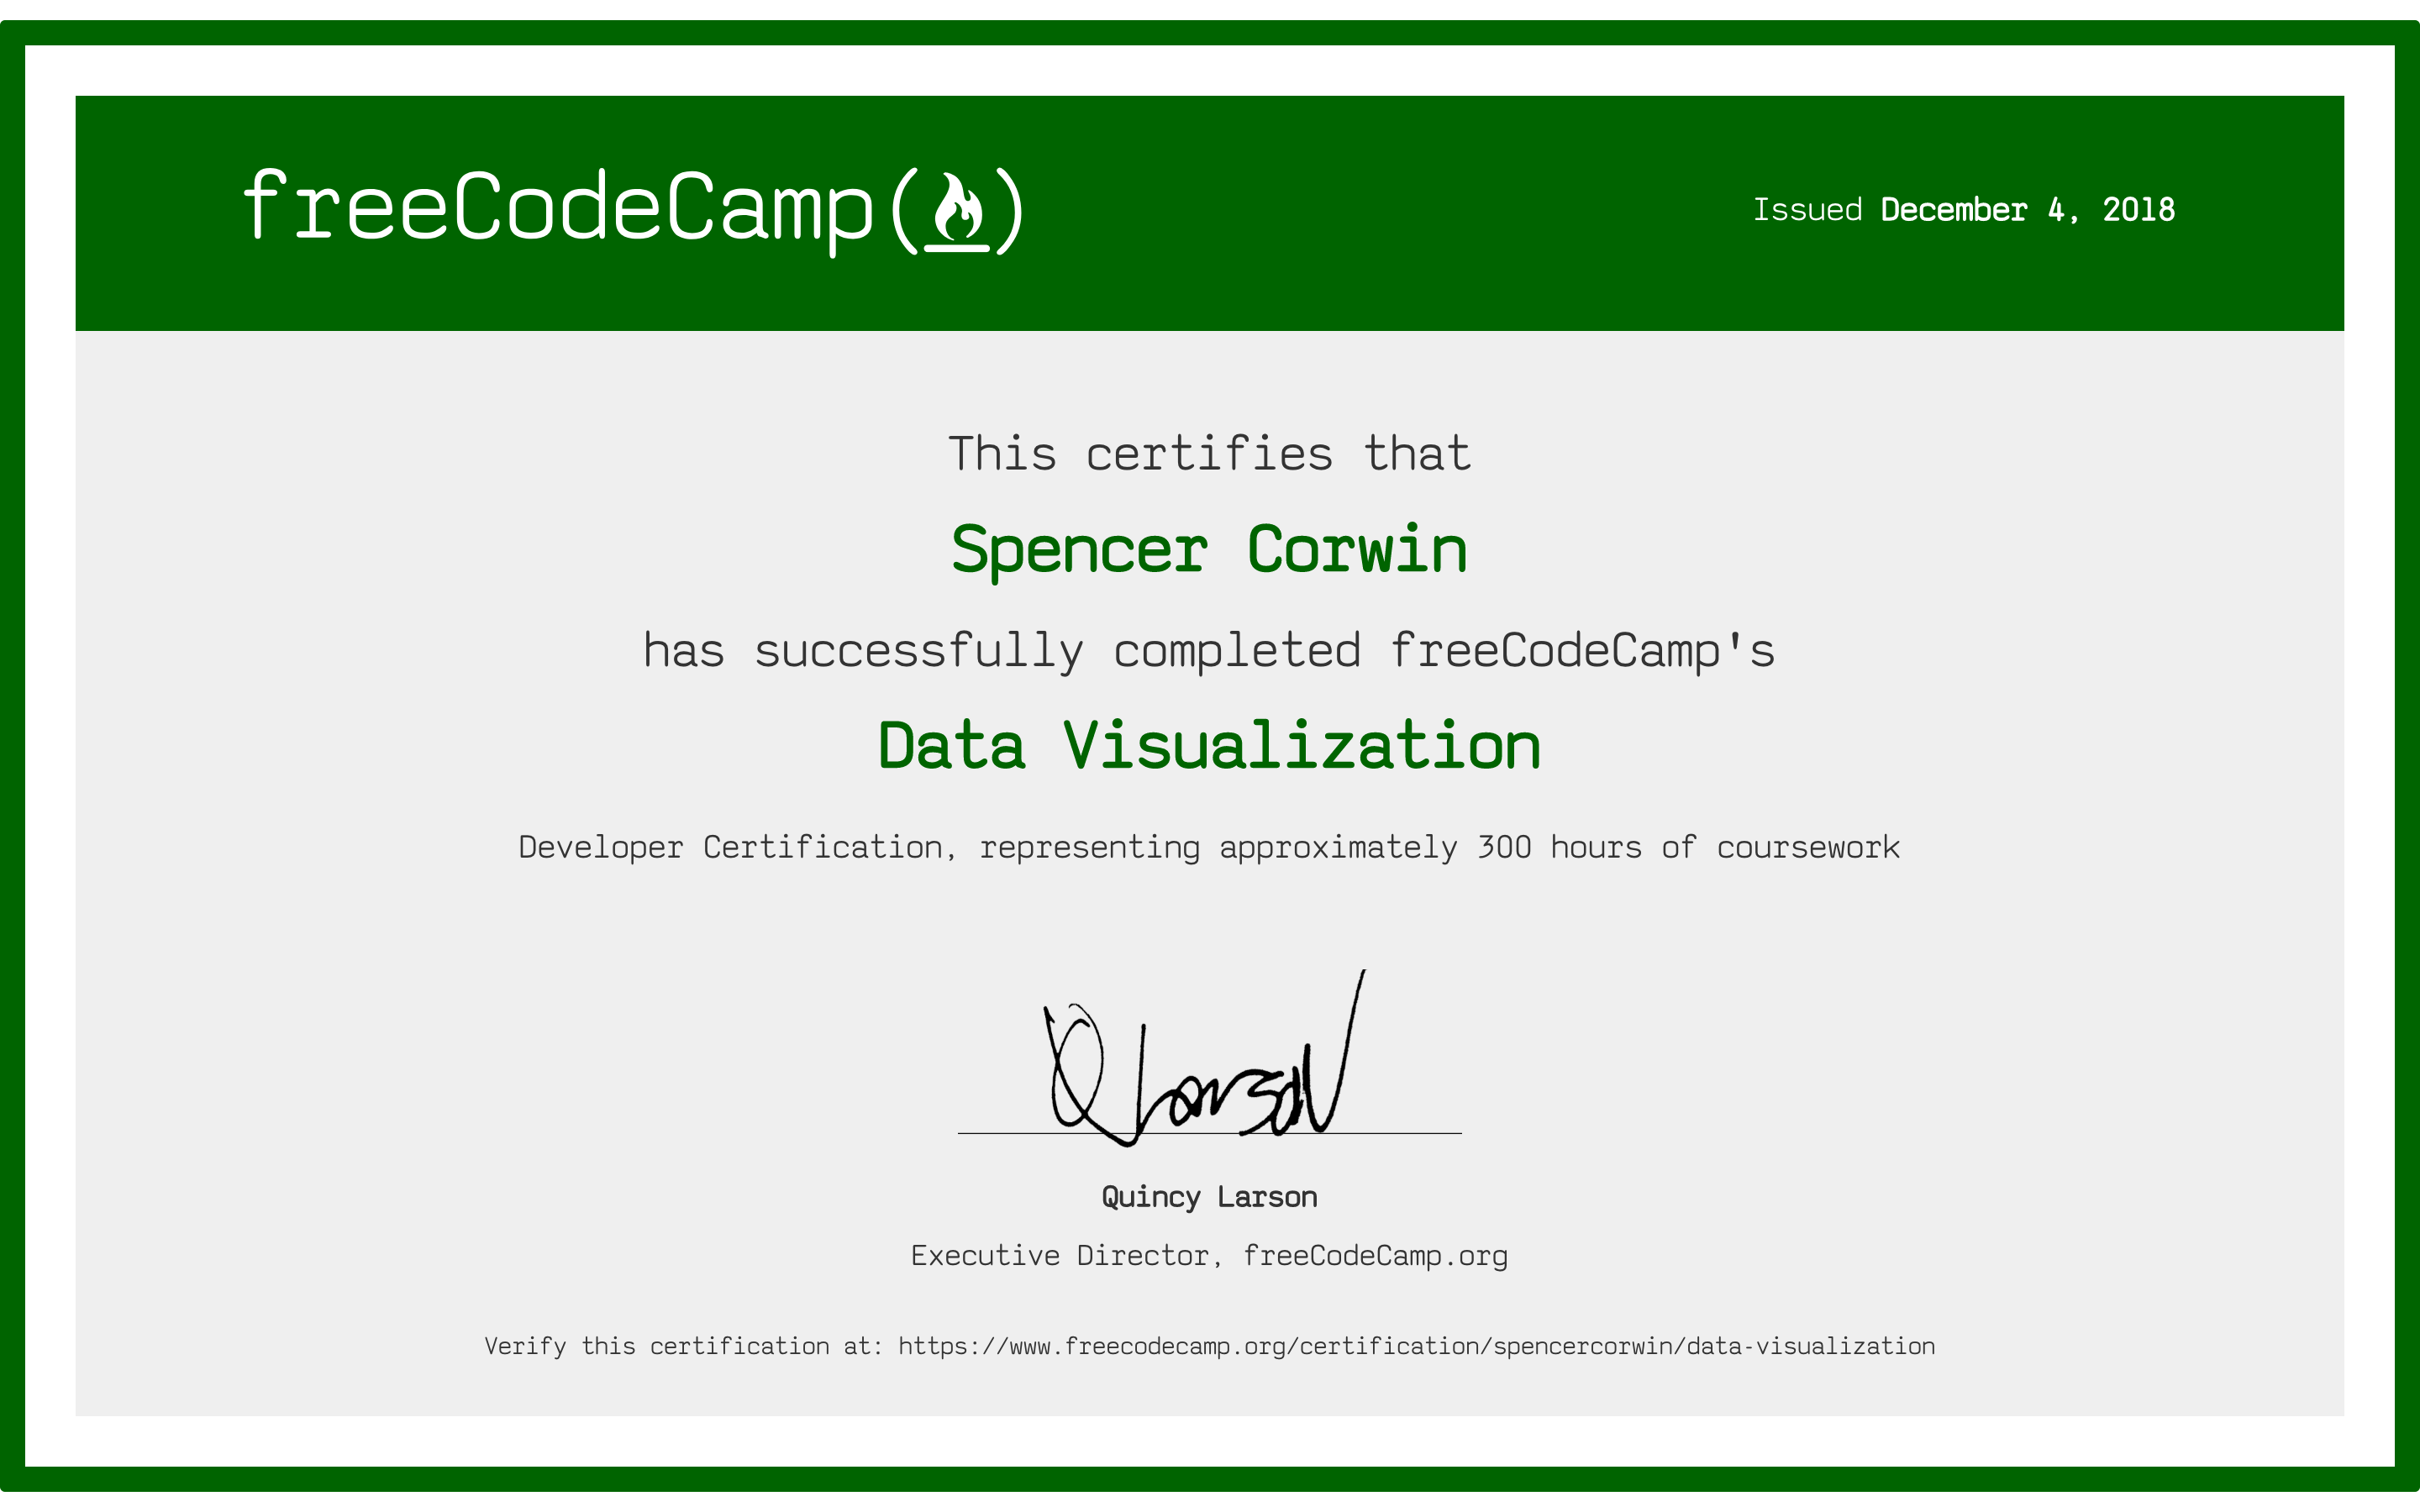 freeCodeCamp(🔥)
Issued December 4, 2018
This certifies that
Spencer Corwin
has successfully completed freeCodeCamp's
Data Visualization
Developer Certification, representing approximately 300 hours of coursework
Q Larson
Quincy Larson
Executive Director, freeCodeCamp.org
Verify this certification at: https://www.freecodecamp.org/certification/spencercorwin/data-visualization